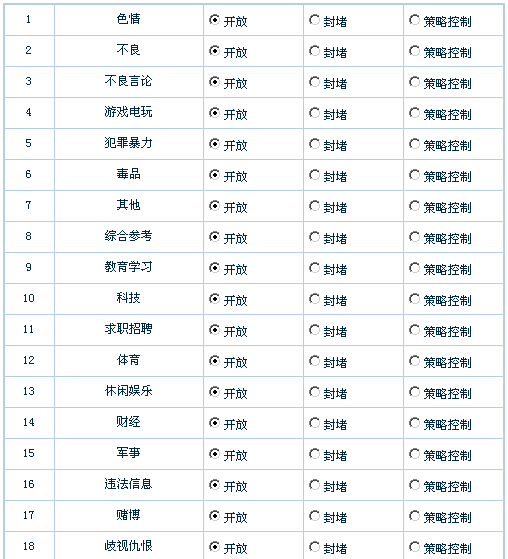 1 色情 开放 封堵 策略控制
2 不良 开放 封堵 策略控制
3 不良言论 开放 封堵 策略控制
4 游戏电玩 开放 封堵 策略控制
5 犯罪暴力 开放 封堵 策略控制
6 毒品 开放 封堵 策略控制
7 其他 开放 封堵 策略控制
8 综合参考 开放 封堵 策略控制
9 教育学习 开放 封堵 策略控制
10 科技 开放 封堵 策略控制
11 求职招聘 开放 封堵 策略控制
12 体育 开放 封堵 策略控制
13 休闲娱乐 开放 封堵 策略控制
14 财经 开放 封堵 策略控制
15 军事 开放 封堵 策略控制
16 违法信息 开放 封堵 策略控制
17 赌博 开放 封堵 策略控制
18 歧视仇恨 开放 封堵 策略控制